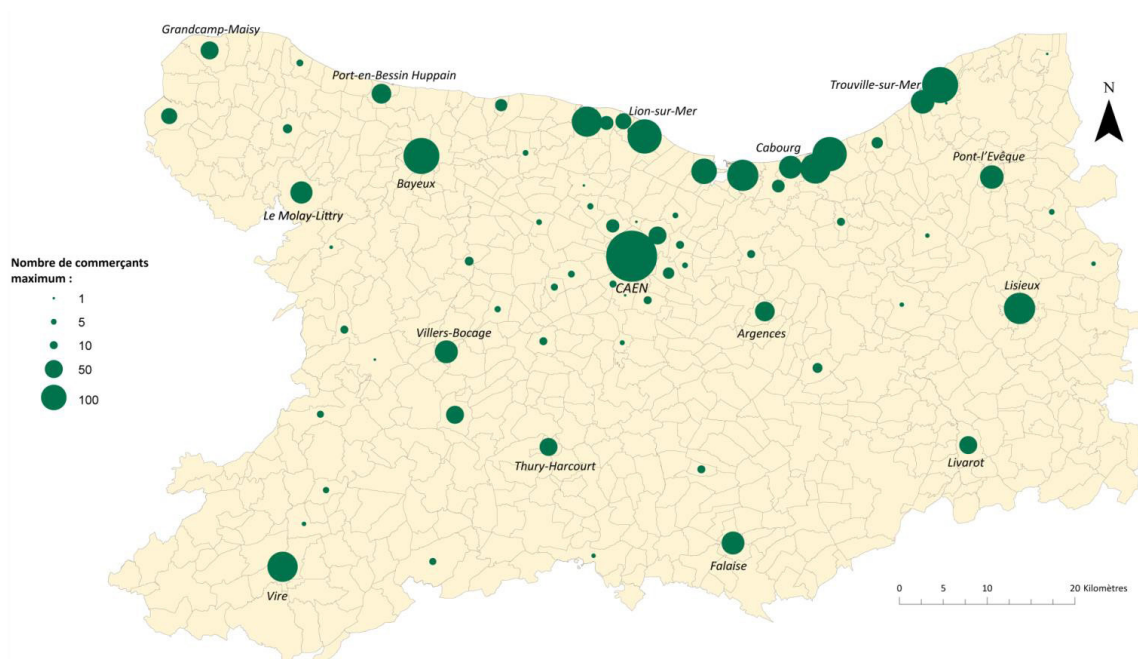 Grandcamp-Maisy
Port-en-Bessin Huppain
Lion-sur-Mer
Trouville-sur-Mer
N
Cabourg
Pont-l'Evêque
Bayeux
Le Molay-Littry
Nombre de commerçants
maximum :
1
5
10
50
100
CAEN
Lisieux
Argences
Villers-Bocage
Thury-Harcourt
Livarot
Falaise
Vire
0 5 10 20 Kilomètres